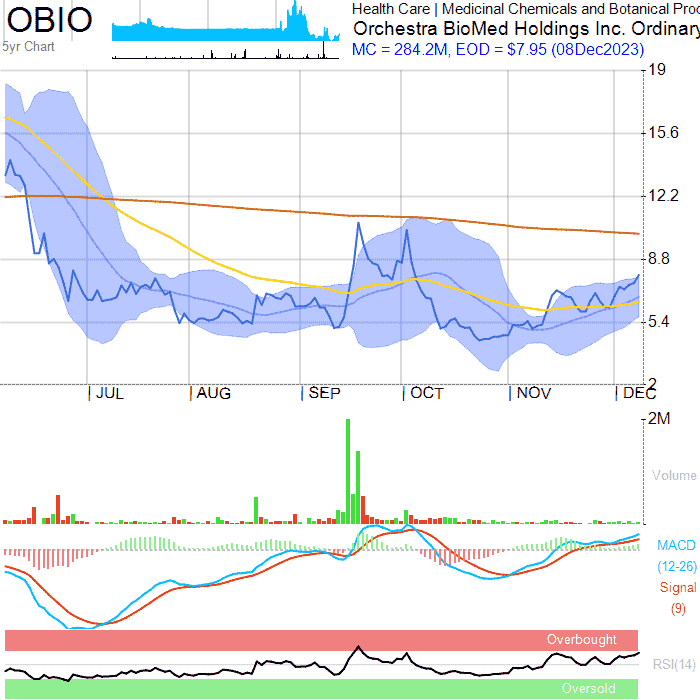 OBIO
5yr Chart
Health Care | Medicinal Chemicals and Botanical Prod
Orchestra BioMed Holdings Inc. Ordinary
MC = 284.2M, EOD = $7.95 (08Dec2023)
19
15.6
12.2
8.8
5.4
2
JUL AUG SEP OCT NOV DEC
2M
Volume
MACD
(12-26)
Signal
(9)
Overbought
RSI(14)
Oversold